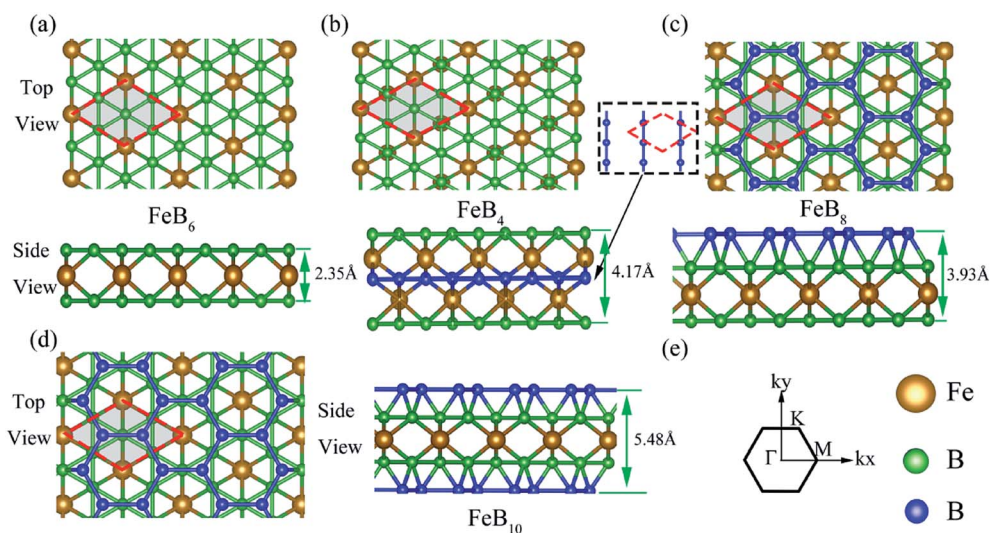 (a)
(b)
(c)
Top
View
FeB6
FeB4
FeB8
Side
View
2.35Å
4.17Å
3.93Å
(d)
(e)
Top
View
Side
View
5.48Å
FeB10
ky
K
Γ
M
kx
Fe
B
B